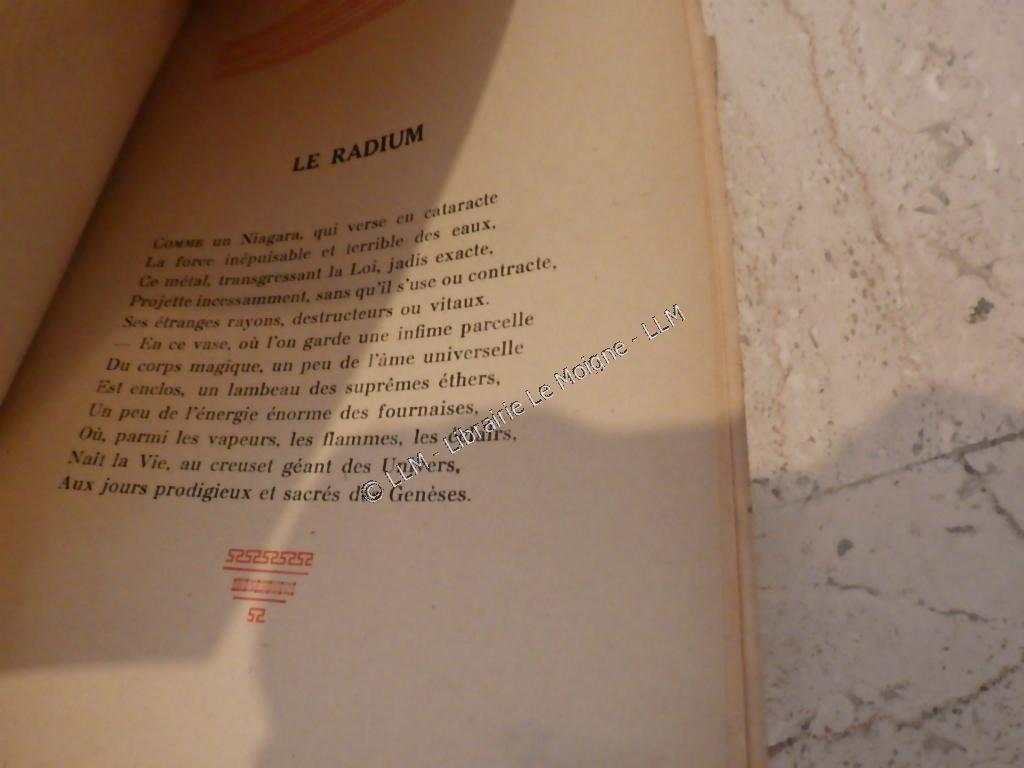 LE RADIUM
COMME un Niagara, qui verse en cataracte
La force inépuisable et terrible des eaux,
Ce métal, transgressant la Loi, jadis exacte,
Projette incessamment, sans qu'il s'use ou contracte,
Ses étranges rayons, destructeurs ou vitaux.
— En ce vase, où l'on garde une infime parcelle
Du corps magique, un peu de l'âme universelle
Est enclos, un lambeau des suprêmes éthers,
Un peu de l'énergie énorme des fournaises,
Où, parmi les vapeurs, les flammes, les éclairs,
Naît la Vie, au creuset géant des Univers,
Aux jours prodigieux et sacrés des Genèses.
© LLM - Librairie Le Moigne - LLM